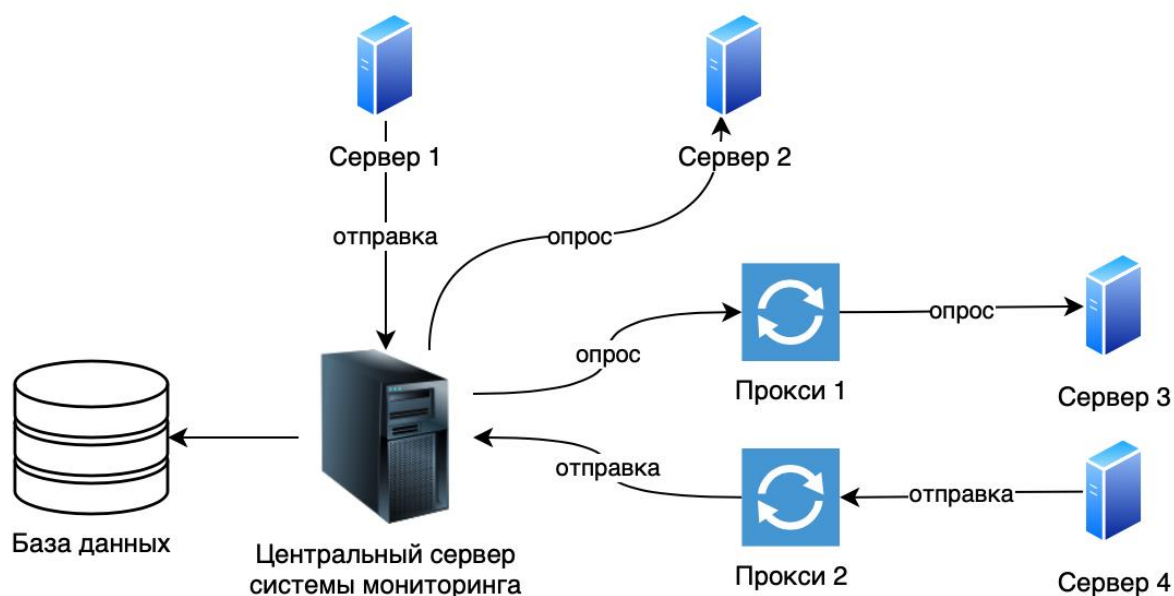 Сервер 1
Сервер 2
отправка
опрос
опрос
опрос
Прокси 1
Сервер 3
отправка
отправка
База данных
Центральный сервер
системы мониторинга
Прокси 2
Сервер 4